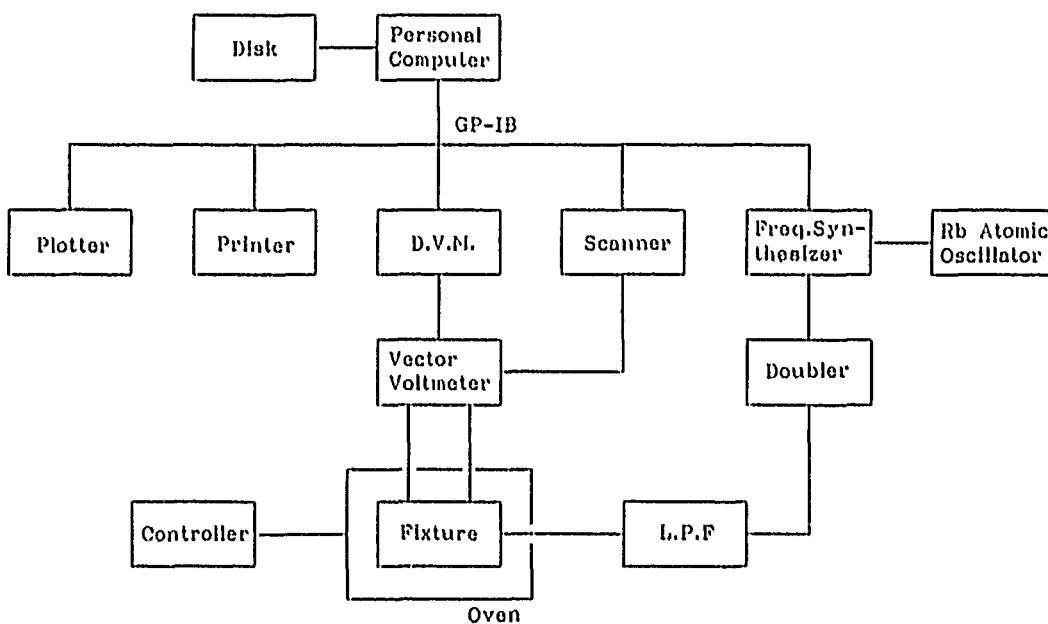 Disk
Personal
Computer
GP-IB
Plotter
Printer
D.V.M.
Scanner
Freq.Syn-
thesizer
Rb Atomic
Oscillator
Vector
Voltmeter
Doubler
Controller
Fixture
L.P.F
Oven